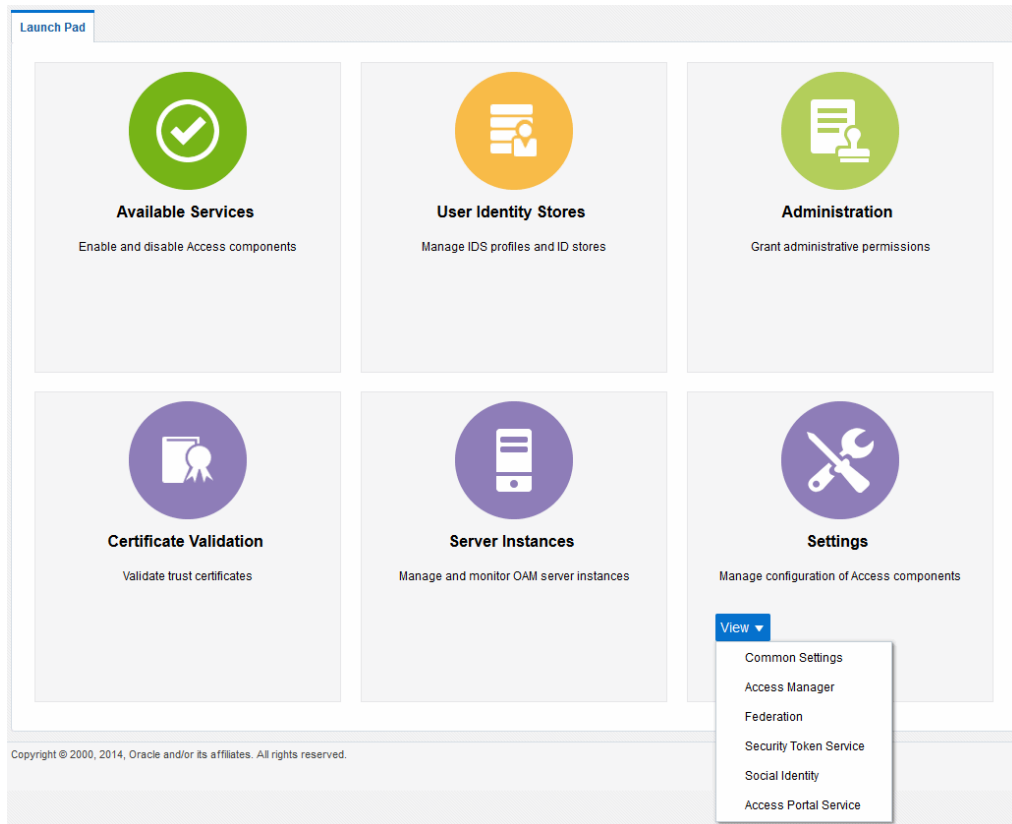 Launch Pad
Available Services
Enable and disable Access components
User Identity Stores
Manage IDS profiles and ID stores
Administration
Grant administrative permissions
Certificate Validation
Validate trust certificates
Server Instances
Manage and monitor OAM server instances
Settings
Manage configuration of Access components
View
Common Settings
Access Manager
Federation
Security Token Service
Social Identity
Access Portal Service
Copyright © 2000, 2014, Oracle and/or its affiliates. All rights reserved.